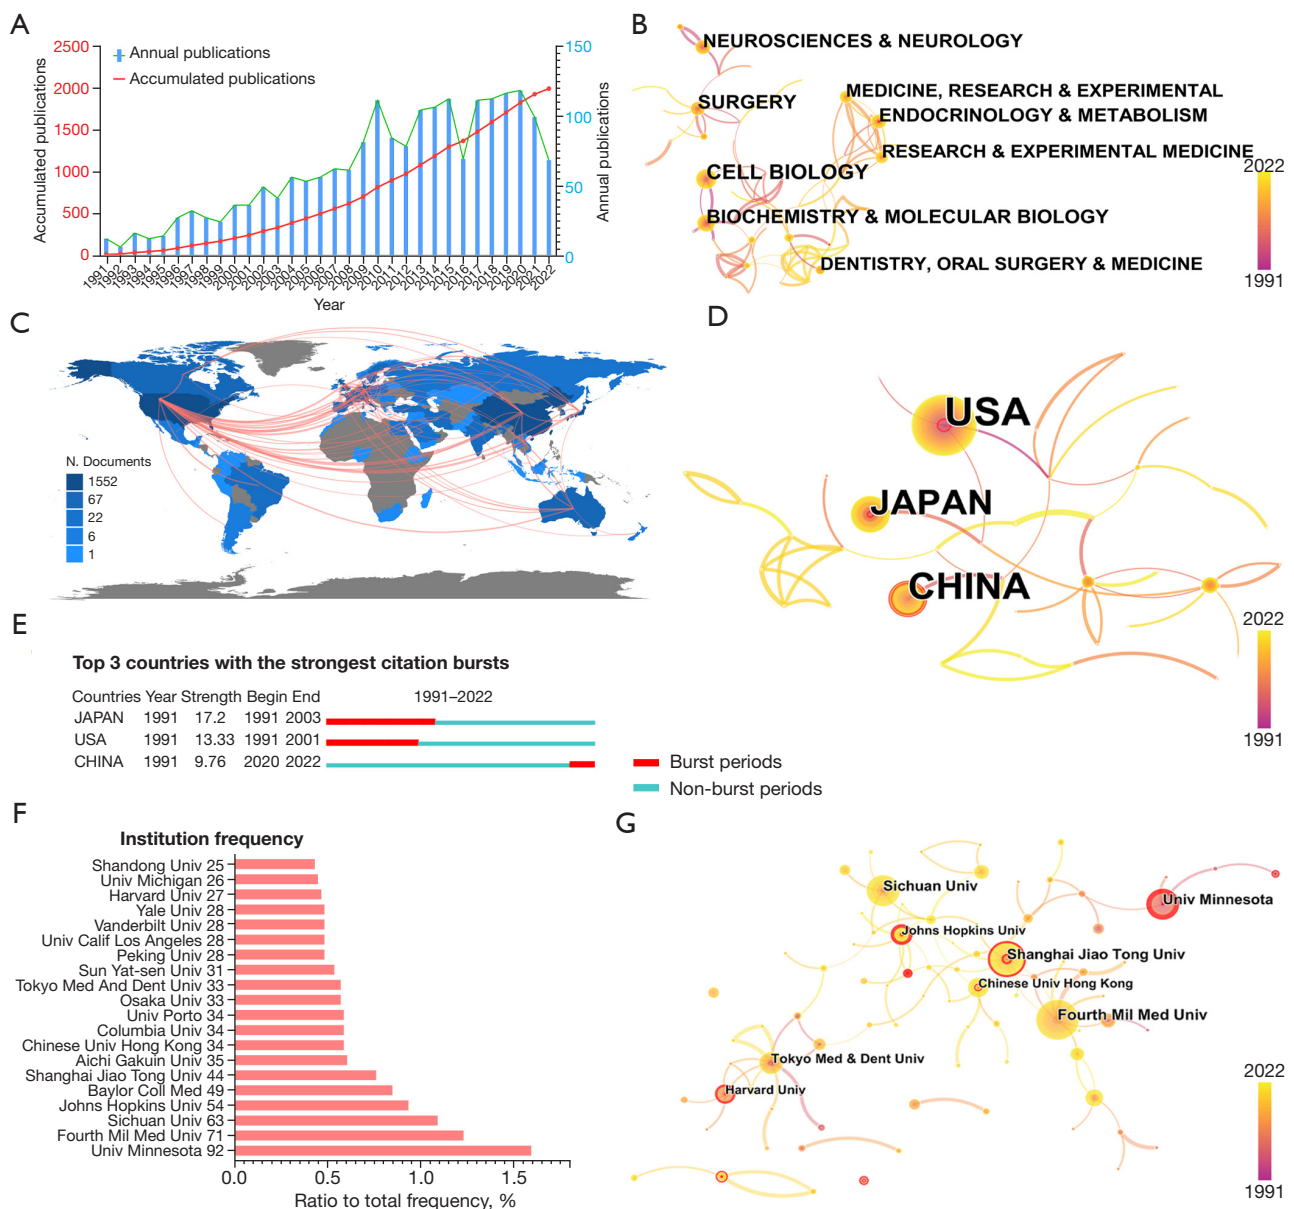 A
2500
2000
1500
1000
500
0
Accumulated publications
Annual publications
Accumulated publications
150
100
50
0
Annual publications
1991
1992
1993
1994
1995
1996
1997
1998
1999
2000
2001
2002
2003
2004
2005
2006
2007
2008
2009
2010
2011
2012
2013
2014
2015
2016
2017
2018
2019
2020
2021
2022
Year
B
NEUROSCIENCES & NEUROLOGY
SURGERY
MEDICINE, RESEARCH & EXPERIMENTAL
ENDOCRINOLOGY & METABOLISM
RESEARCH & EXPERIMENTAL MEDICINE
CELL BIOLOGY
BIOCHEMISTRY & MOLECULAR BIOLOGY
DENTISTRY, ORAL SURGERY & MEDICINE
2022
1991
C
N. Documents
1552
67
22
6
1
D
USA
JAPAN
CHINA
2022
1991
E
Top 3 countries with the strongest citation bursts
Countries Year Strength Begin End 1991–2022
JAPAN 1991 17.2 1991 2003
USA 1991 13.33 1991 2001
CHINA 1991 9.76 2020 2022
Burst periods
Non-burst periods
F
Institution frequency
Shandong Univ 25
Univ Michigan 26
Harvard Univ 27
Yale Univ 28
Vanderbilt Univ 28
Univ Calif Los Angeles 28
Peking Univ 28
Sun Yat-sen Univ 31
Tokyo Med And Dent Univ 33
Osaka Univ 33
Univ Porto 34
Columbia Univ 34
Chinese Univ Hong Kong 34
Aichi Gakuin Univ 35
Shanghai Jiao Tong Univ 44
Baylor Coll Med 49
Johns Hopkins Univ 54
Sichuan Univ 63
Fourth Mil Med Univ 71
Univ Minnesota 92
0.0 0.5 1.0 1.5
Ratio to total frequency, %
G
Sichuan Univ
Univ Minnesota
Johns Hopkins Univ
Shanghai Jiao Tong Univ
Chinese Univ Hong Kong
Fourth Mil Med Univ
Tokyo Med & Dent Univ
Harvard Univ
2022
1991